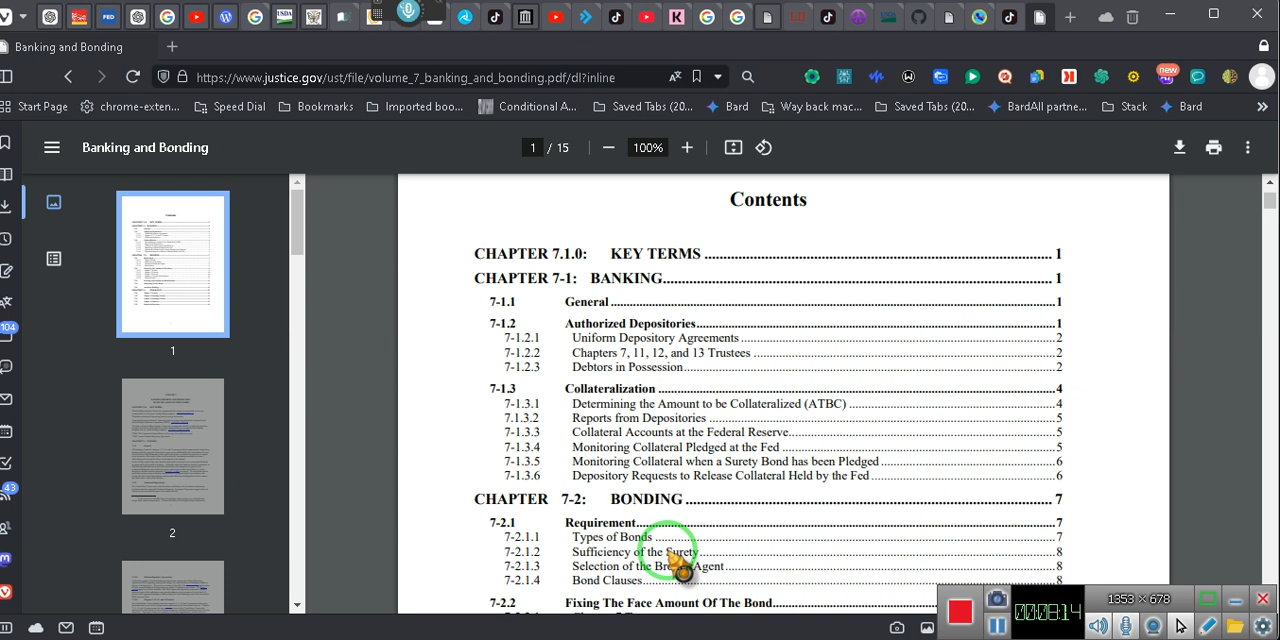 Banking and Bonding
https://www.justice.gov/ust/file/volume_7_banking_and_bonding.pdf/dl?inline
new
Start Page chrome-exten... Speed Dial Bookmarks Imported boo... Conditional A... Saved Tabs (20... Bard Way back mac... Saved Tabs (20... BardAll partne... Stack Bard
Banking and Bonding 1 / 15 100%
Contents
CHAPTER 7.1.0: KEY TERMS 1
CHAPTER 7-1: BANKING 1
7-1.1 General 1
7-1.2 Authorized Depositories 1
7-1.2.1 Uniform Depository Agreements 2
7-1.2.2 Chapters 7, 11, 12, and 13 Trustees 2
7-1.2.3 Debtors in Possession 2
7-1.3 Collateralization 4
7-1.3.1 Determining the Amount to be Collateralized (ATBC) 4
7.1.3.2 Reports from Depositories 5
7-1.3.3 Collateral Accounts at the Federal Reserve 5
7-1.3.4 Monitoring Collateral Pledged at the Fed 5
7-1.3.5 Monitoring Collateral when a Surety Bond has been Pledged 6
7-1.3.6 Depository Requests to Release Collateral Held by the Fed 6
CHAPTER 7-2: BONDING 7
7-2.1 Requirement 7
7-2.1.1 Types of Bonds 7
7-2.1.2 Sufficiency of the Surety 8
7-2.1.3 Selection of the Agent 8
7-2.1.4 Bond Clauses 8
7-2.2 Fixing The Face Amount Of The Bond
1
2
104
43
00:08:14
1353 × 678